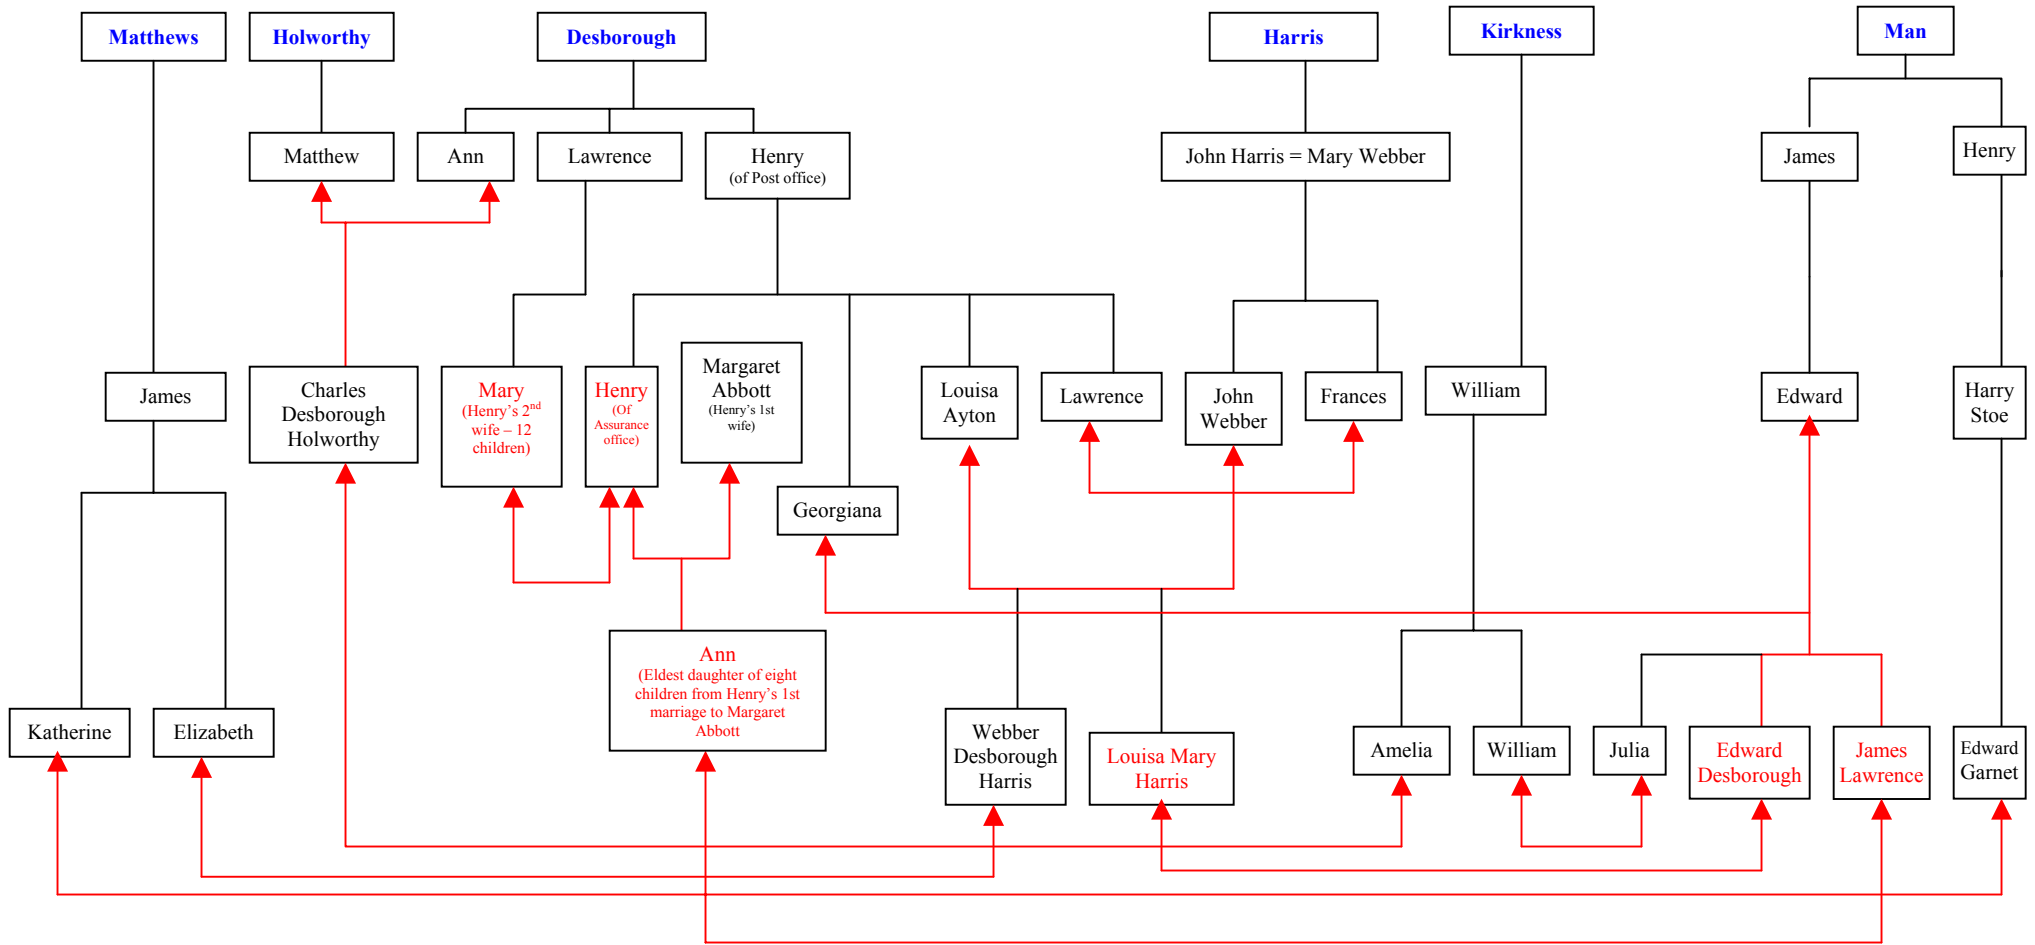 Matthews
Holworthy
Desborough
Harris
Kirkness
Man
Matthew
Ann
Lawrence
Henry
(of Post office)
John Harris = Mary Webber
James
Henry
James
Charles
Desborough
Holworthy
Mary
(Henry’s 2nd
wife – 12
children)
Henry
(Of
Assurance
office)
Margaret
Abbott
(Henry’s 1st
wife)
Georgiana
Louisa
Ayton
Lawrence
John
Webber
Frances
William
Edward
Harry
Stoe
Katherine
Elizabeth
Ann
(Eldest daughter of eight
children from Henry’s 1st
marriage to Margaret
Abbott
Webber
Desborough
Harris
Louisa Mary
Harris
Amelia
William
Julia
Edward
Desborough
James
Lawrence
Edward
Garnet